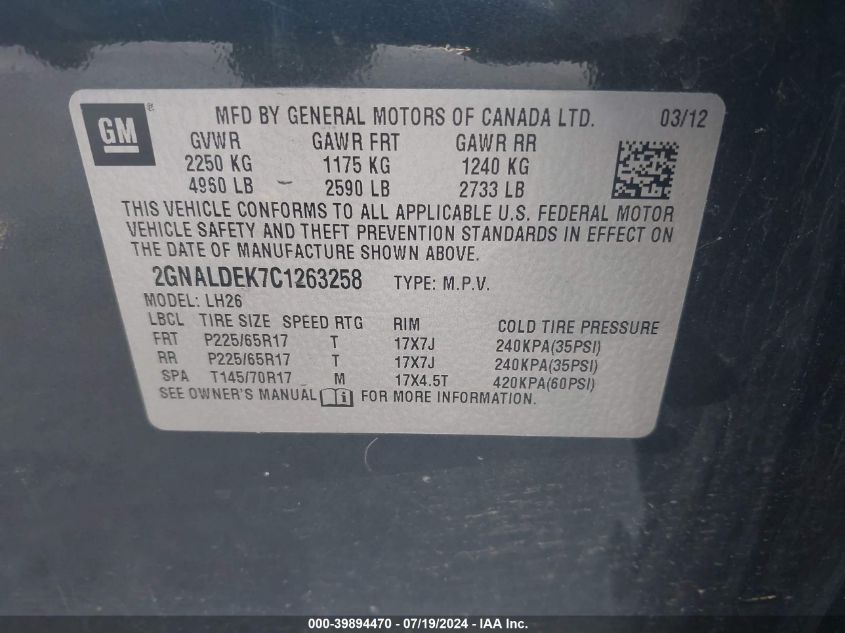 GM ®
MFD BY GENERAL MOTORS OF CANADA LTD. 03/12
GVWR GAWR FRT GAWR RR
2250 KG 1175 KG 1240 KG
4960 LB 2590 LB 2733 LB
THIS VEHICLE CONFORMS TO ALL APPLICABLE U.S. FEDERAL MOTOR
VEHICLE SAFETY AND THEFT PREVENTION STANDARDS IN EFFECT ON
THE DATE OF MANUFACTURE SHOWN ABOVE.
2GNALDEK7C1263258 TYPE: M.P.V.
MODEL: LH26
LBCL TIRE SIZE SPEED RTG RIM COLD TIRE PRESSURE
FRT P225/65R17 T 17X7J 240KPA(35PSI)
RR P225/65R17 T 17X7J 240KPA(35PSI)
SPA T145/70R17 M 17X4.5T 420KPA(60PSI)
SEE OWNER'S MANUAL i FOR MORE INFORMATION.
000-39894470 - 07/19/2024 - IAA Inc.